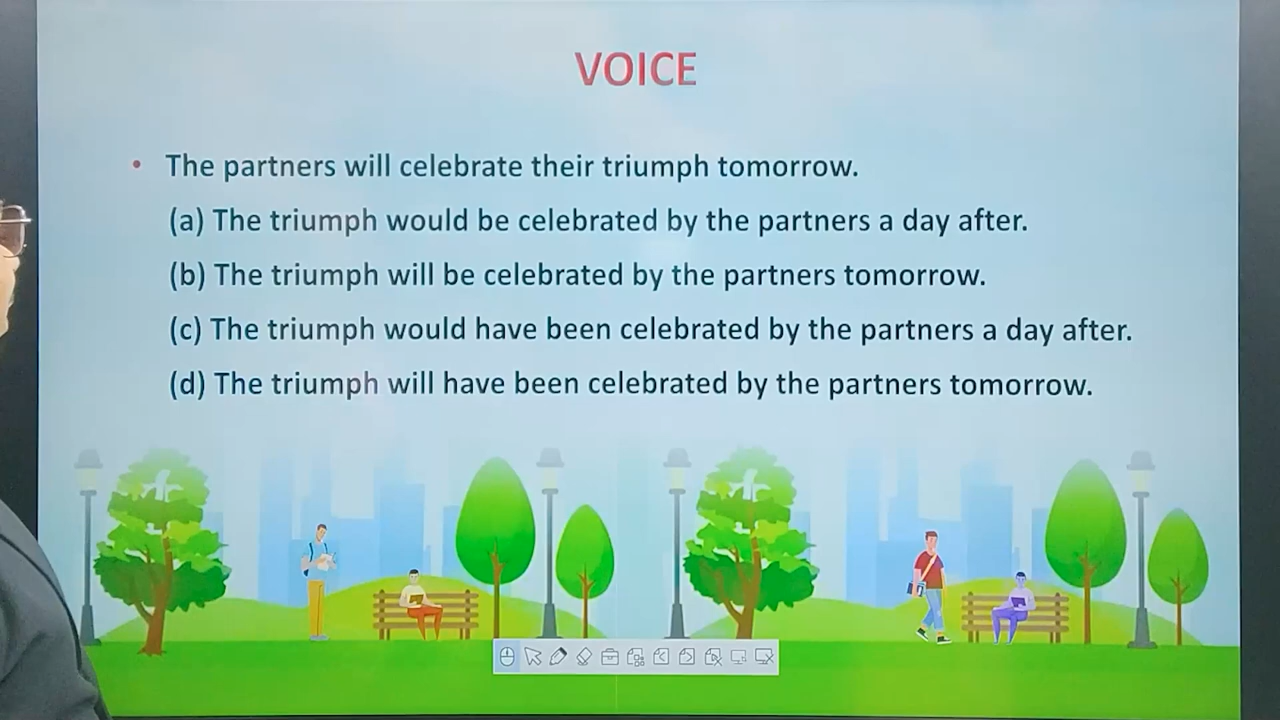 VOICE
• The partners will celebrate their triumph tomorrow.
(a) The triumph would be celebrated by the partners a day after.
(b) The triumph will be celebrated by the partners tomorrow.
(c) The triumph would have been celebrated by the partners a day after.
(d) The triumph will have been celebrated by the partners tomorrow.